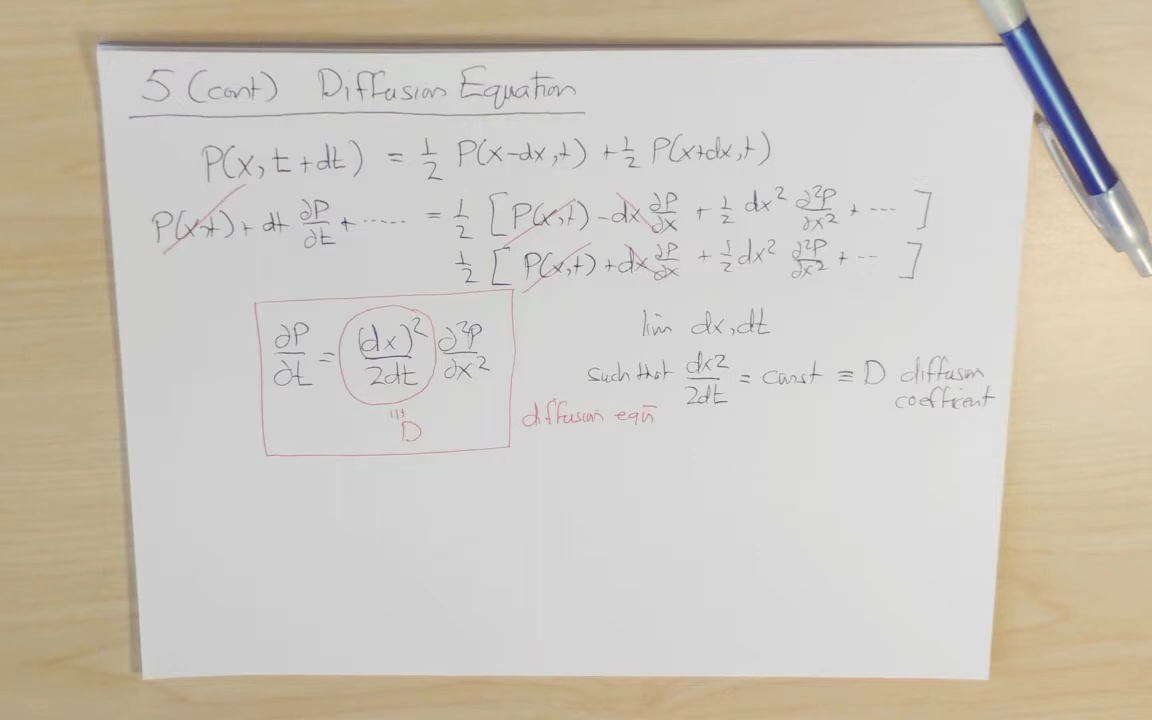 5 (cont) Diffusion Equation
P(x, t + dt) = 1/2 P(x-dx, t) + 1/2 P(x+dx, t)
P(x,t) + dt ∂P/∂t + ...... = 1/2 [ P(x,t) - dx ∂P/∂x + 1/2 dx² ∂²P/∂x² + ... ]
1/2 [ P(x,t) + dx ∂P/∂x + 1/2 dx² ∂²P/∂x² + ... ]
∂P/∂t = (dx)²/2dt ∂²P/∂x²
≡ D
diffusion eqn
lim dx, dt
such that dx2/2dt = const ≡ D diffusion
coefficient